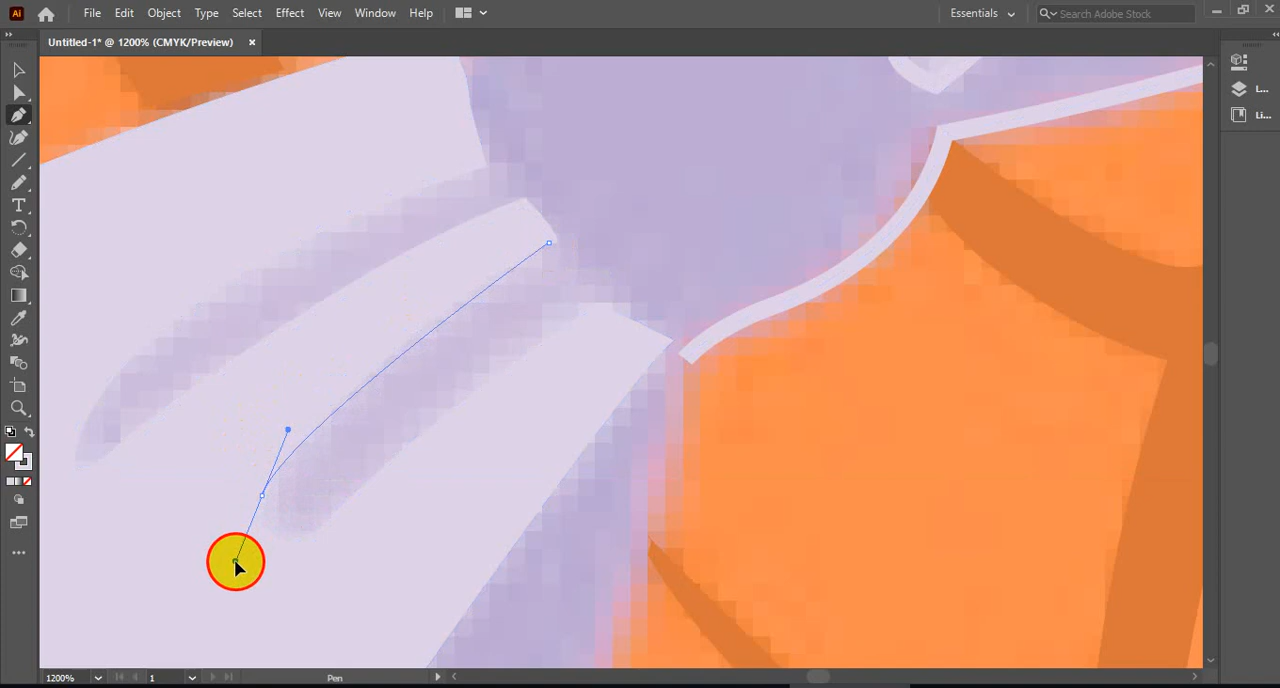 Ai File Edit Object Type Select Effect View Window Help Essentials Search Adobe Stock
Untitled-1* @ 1200% (CMYK/Preview) ×
L...
Li...
T
1200% 1 Pen